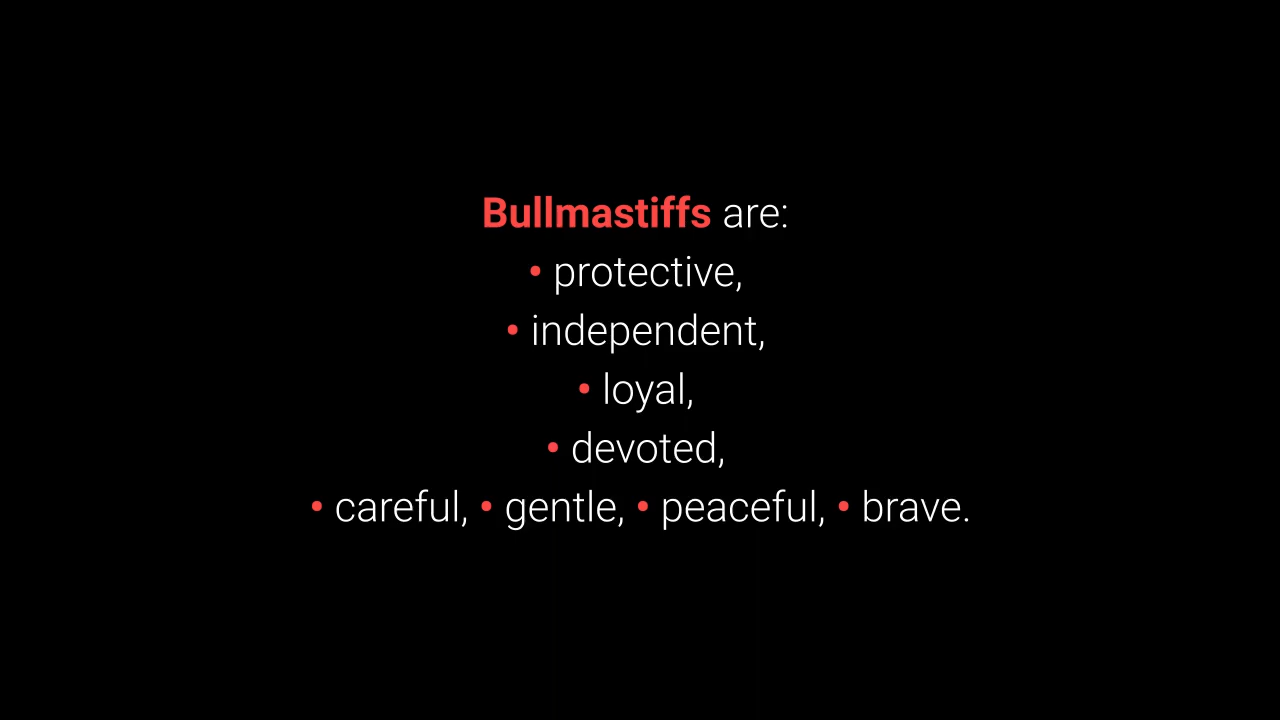 Bullmastiffs are:
• protective,
• independent,
• loyal,
• devoted,
• careful, • gentle, • peaceful, • brave.